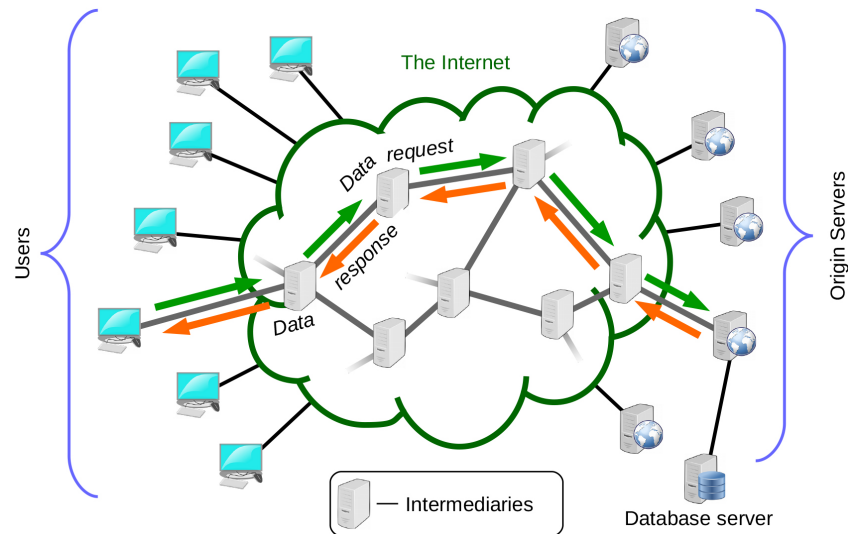 The Internet
Data request
response
Data
Users
Origin Servers
Intermediaries
Database server